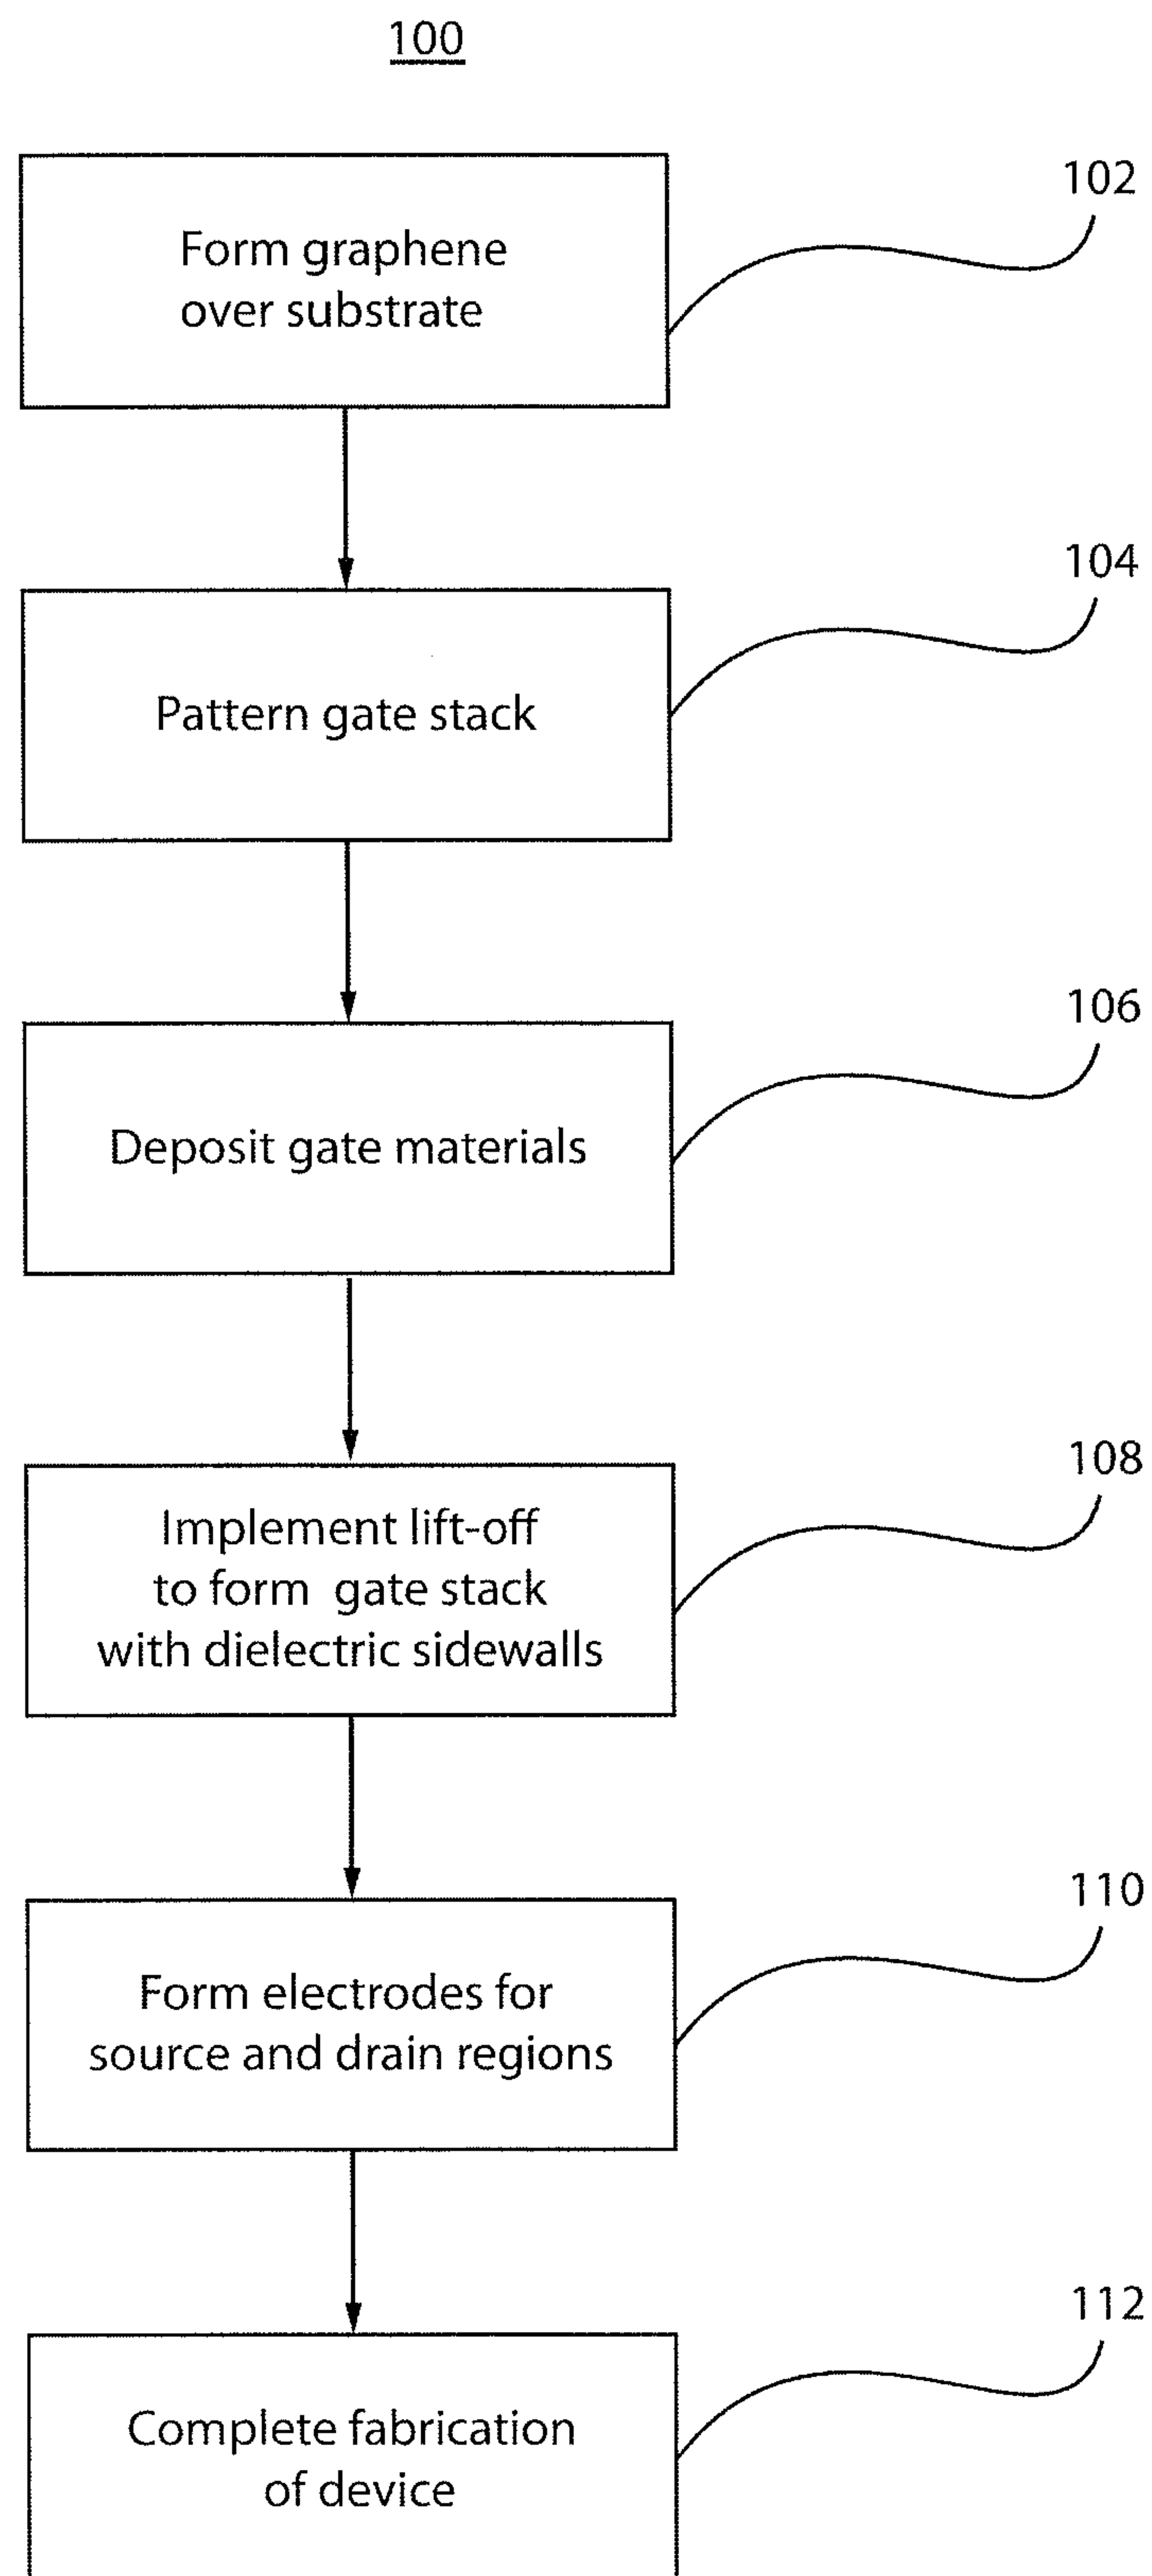 100
102
Form graphene
over substrate
104
Pattern gate stack
106
Deposit gate materials
108
Implement lift-off
to form gate stack
with dielectric sidewalls
110
Form electrodes for
source and drain regions
112
Complete fabrication
of device